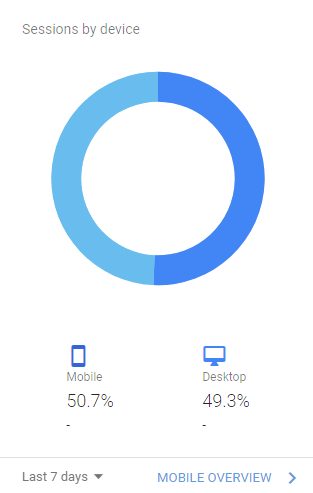 Sessions by device
Mobile Desktop
50.7% 49.3%
- -
Last 7 days MOBILE OVERVIEW